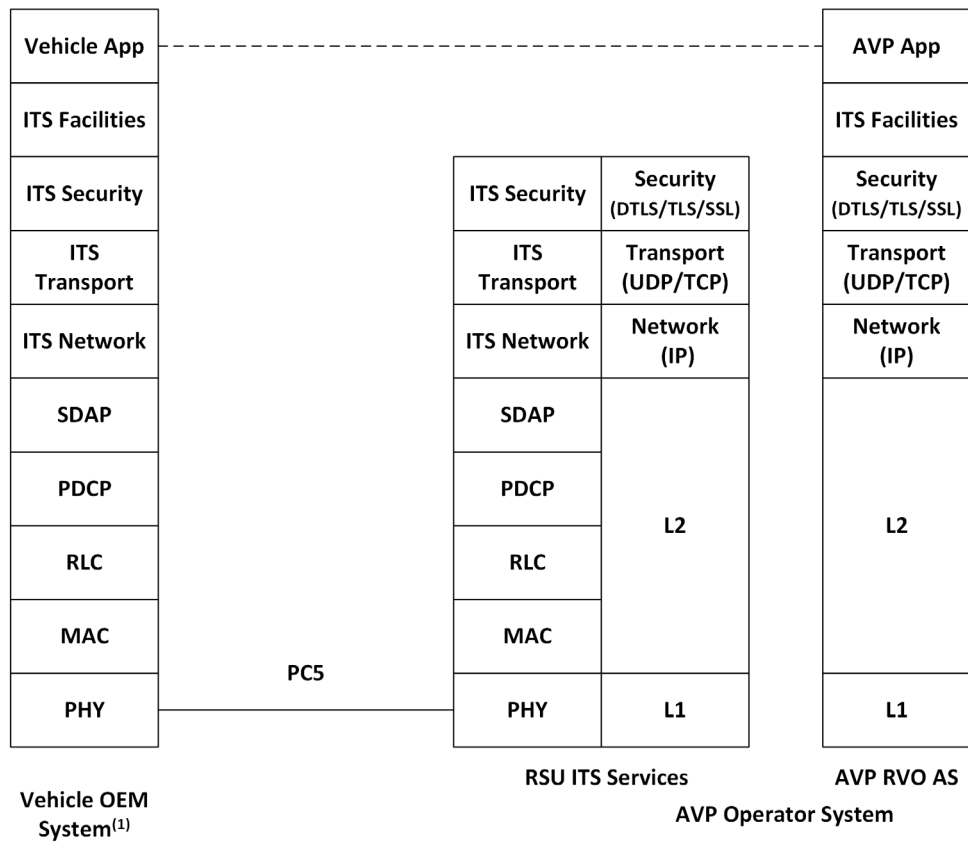 Vehicle App
ITS Facilities
ITS Security
ITS
Transport
ITS Network
SDAP
PDCP
RLC
MAC
PHY
Vehicle OEM
System(1)
PC5
ITS Security
ITS
Transport
ITS Network
SDAP
PDCP
RLC
MAC
PHY
Security
(DTLS/TLS/SSL)
Transport
(UDP/TCP)
Network
(IP)
L2
L1
RSU ITS Services
AVP App
ITS Facilities
Security
(DTLS/TLS/SSL)
Transport
(UDP/TCP)
Network
(IP)
L2
L1
AVP RVO AS
AVP Operator System